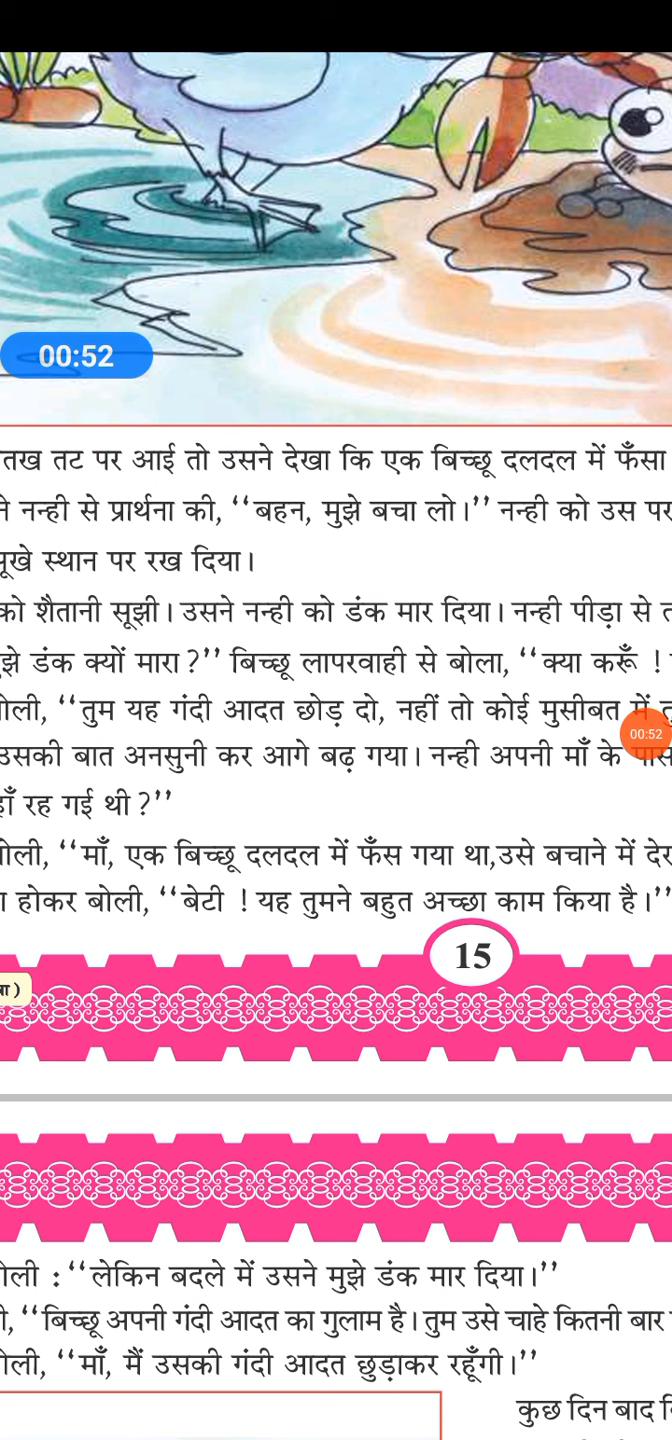 00:52
तख तट पर आई तो उसने देखा कि एक बिच्छू दलदल में फँसा
ने नन्ही से प्रार्थना की, “बहन, मुझे बचा लो।” नन्ही को उस पर
सूखे स्थान पर रख दिया।
को शैतानी सूझी। उसने नन्ही को डंक मार दिया। नन्ही पीड़ा से
झे डंक क्यों मारा?” बिच्छू लापरवाही से बोला, “क्या करूँ !
ोली, “तुम यह गंदी आदत छोड़ दो, नहीं तो कोई मुसीबत में
00:52
उसकी बात अनसुनी कर आगे बढ़ गया। नन्ही अपनी माँ के पास
हाँ रह गई थी?”
ोली, “माँ, एक बिच्छू दलदल में फँस गया था,उसे बचाने में देर
होकर बोली, “बेटी ! यह तुमने बहुत अच्छा काम किया है।”
15
ोली : “लेकिन बदले में उसने मुझे डंक मार दिया।”
“बिच्छू अपनी गंदी आदत का गुलाम है। तुम उसे चाहे कितनी बार
ोली, “माँ, मैं उसकी गंदी आदत छुड़ाकर रहूँगी।”
कुछ दिन बाद